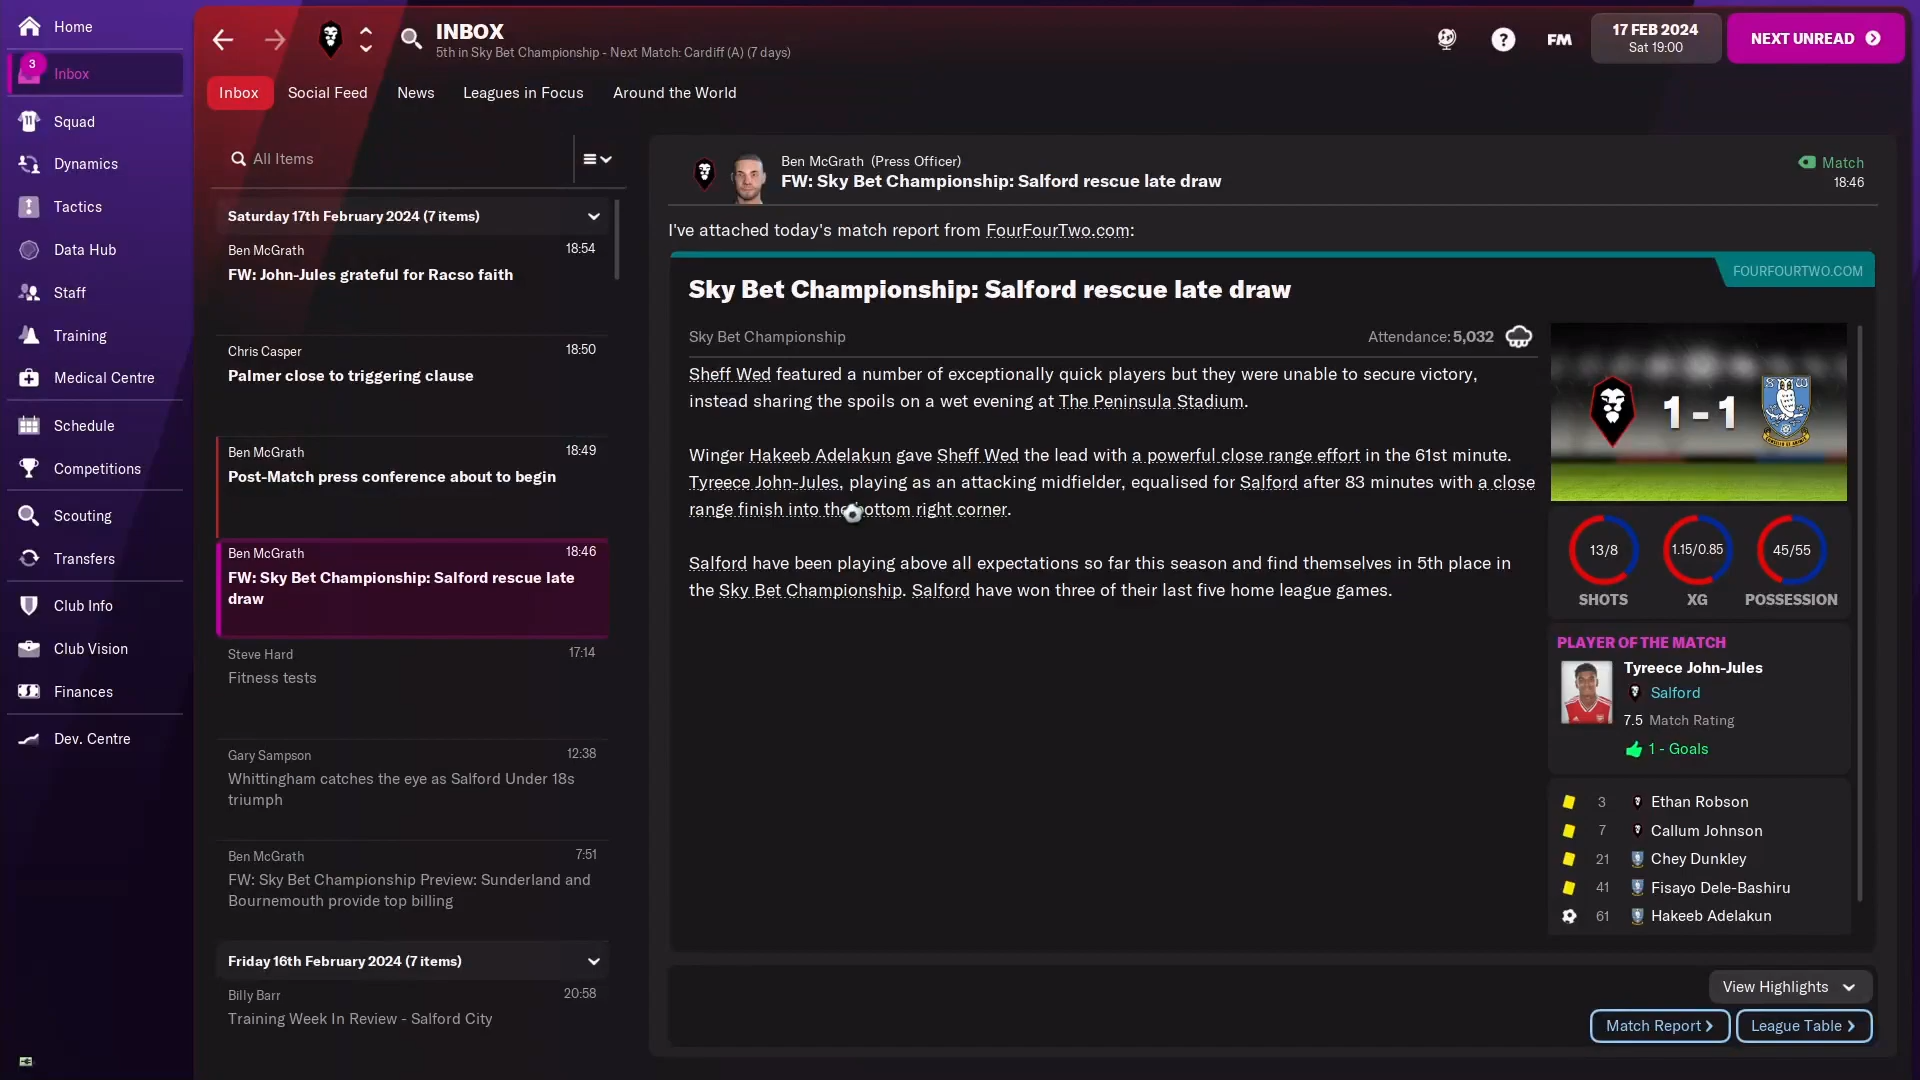 Home
3
Inbox
Squad
Dynamics
Tactics
Data Hub
Staff
Training
Medical Centre
Schedule
Competitions
Scouting
Transfers
Club Info
Club Vision
Finances
Dev. Centre
INBOX
5th in Sky Bet Championship - Next Match: Cardiff (A) (7 days)
FM
17 FEB 2024
Sat 19:00
NEXT UNREAD
Inbox
Social Feed
News
Leagues in Focus
Around the World
All Items
Saturday 17th February 2024 (7 items)
Ben McGrath 18:54
FW: John-Jules grateful for Racso faith
Chris Casper 18:50
Palmer close to triggering clause
Ben McGrath 18:49
Post-Match press conference about to begin
Ben McGrath 18:46
FW: Sky Bet Championship: Salford rescue late
draw
Steve Hard 17:14
Fitness tests
Gary Sampson 12:38
Whittingham catches the eye as Salford Under 18s
triumph
Ben McGrath 7:51
FW: Sky Bet Championship Preview: Sunderland and
Bournemouth provide top billing
Friday 16th February 2024 (7 items)
Billy Barr 20:58
Training Week In Review - Salford City
Ben McGrath (Press Officer)
FW: Sky Bet Championship: Salford rescue late draw
Match
18:46
I've attached today's match report from FourFourTwo.com:
FOURFOURTWO.COM
Sky Bet Championship: Salford rescue late draw
Sky Bet Championship
Attendance: 5,032
Sheff Wed featured a number of exceptionally quick players but they were unable to secure victory,
instead sharing the spoils on a wet evening at The Peninsula Stadium.
Winger Hakeeb Adelakun gave Sheff Wed the lead with a powerful close range effort in the 61st minute.
Tyreece John-Jules, playing as an attacking midfielder, equalised for Salford after 83 minutes with a close
range finish into the bottom right corner.
Salford have been playing above all expectations so far this season and find themselves in 5th place in
the Sky Bet Championship. Salford have won three of their last five home league games.
1 - 1
13/8
1.15/0.85
45/55
SHOTS
XG
POSSESSION
PLAYER OF THE MATCH
Tyreece John-Jules
Salford
7.5 Match Rating
1 - Goals
3 Ethan Robson
7 Callum Johnson
21 Chey Dunkley
41 Fisayo Dele-Bashiru
61 Hakeeb Adelakun
View Highlights
Match Report
League Table